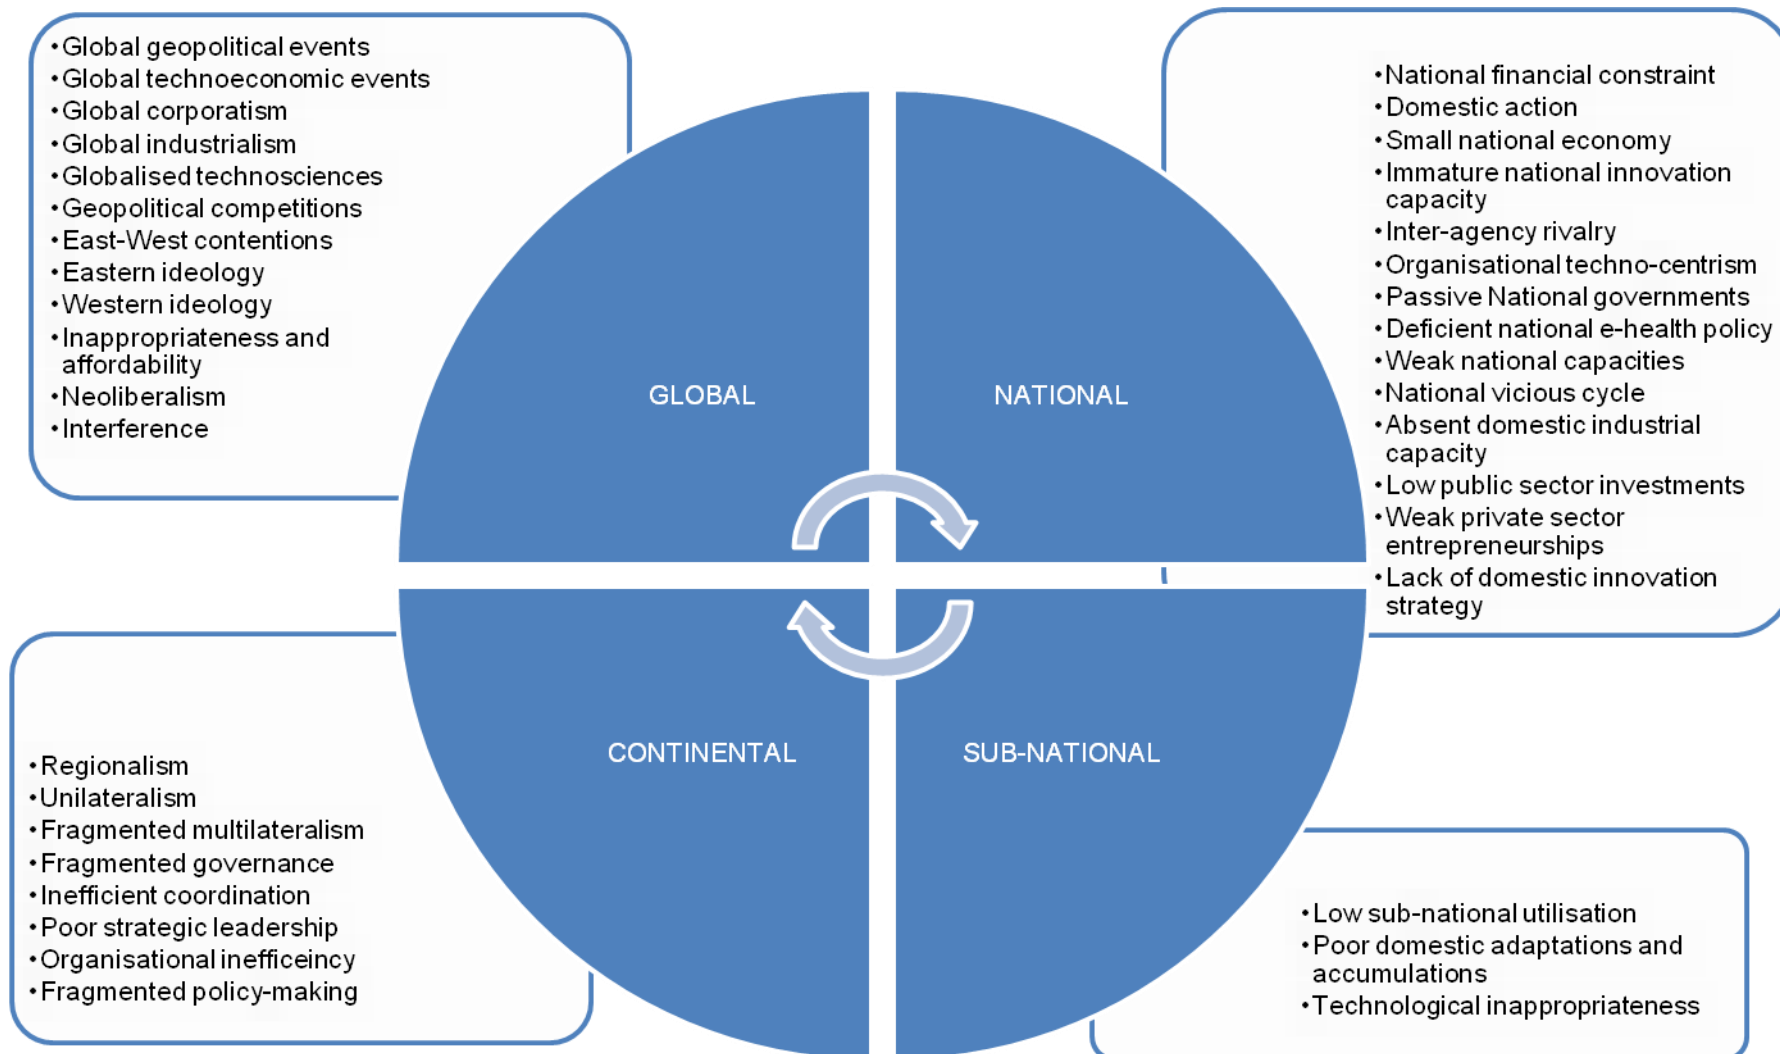 •Global geopolitical events
•Global technoeconomic events
•Global corporatism
•Global industrialism
•Globalised technosciences
•Geopolitical competitions
•East-West contentions
•Eastern ideology
•Western ideology
•Inappropriateness and
affordability
•Neoliberalism
•Interference
•National financial constraint
•Domestic action
•Small national economy
•Immature national innovation
capacity
•Inter-agency rivalry
•Organisational techno-centrism
•Passive National governments
•Deficient national e-health policy
•Weak national capacities
•National vicious cycle
•Absent domestic industrial
capacity
•Low public sector investments
•Weak private sector
entrepreneurships
•Lack of domestic innovation
strategy
GLOBAL
NATIONAL
CONTINENTAL
SUB-NATIONAL
•Regionalism
•Unilateralism
•Fragmented multilateralism
•Fragmented governance
•Inefficient coordination
•Poor strategic leadership
•Organisational inefficeincy
•Fragmented policy-making
•Low sub-national utilisation
•Poor domestic adaptations and
accumulations
•Technological inappropriateness